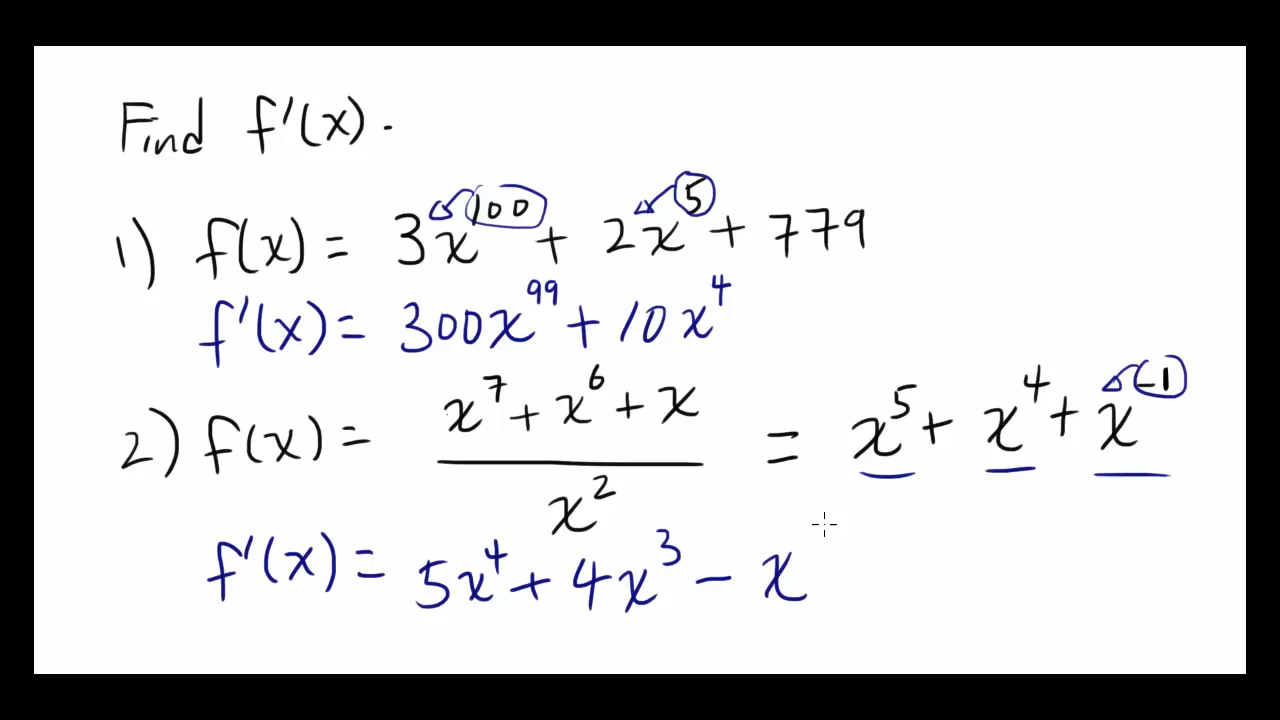 Find f'(x).
1) f(x) = 3x^100 + 2x^5 + 779
f'(x) = 300x^99 + 10x^4
2) f(x) = (x^7 + x^6 + x)/x^2 = x^5 + x^4 + x^-1
f'(x) = 5x^4 + 4x^3 - x